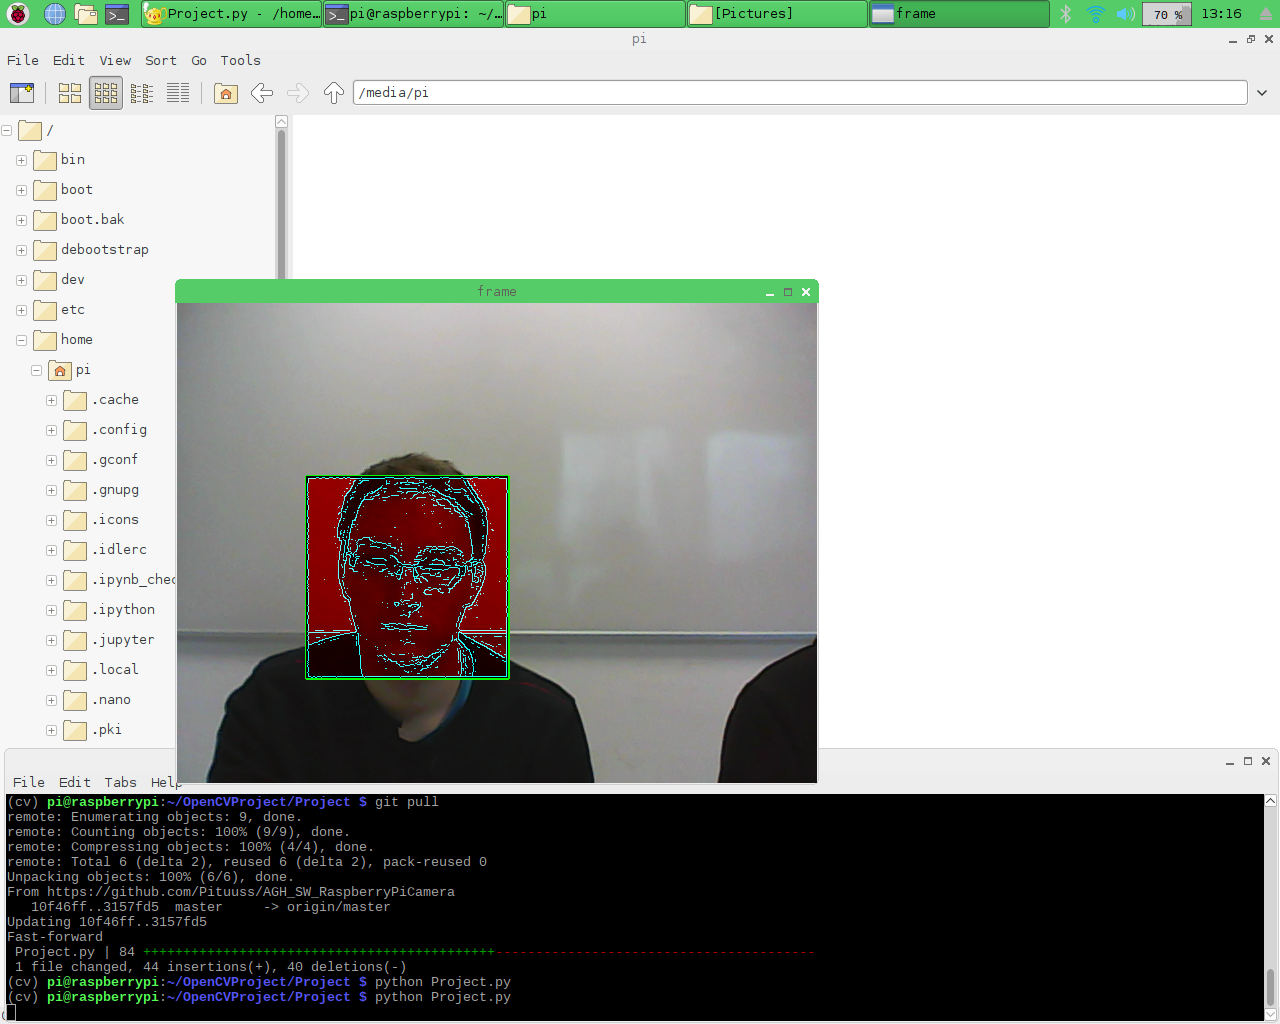 Project.py - /home...
pi@raspberrypi: ~/...
pi
[Pictures]
frame
70 %
13:16
pi
File Edit View Sort Go Tools
/media/pi
/
bin
boot
boot.bak
debootstrap
dev
etc
home
pi
.cache
.config
.gconf
.gnupg
.icons
.idlerc
.ipynb_chec
.ipython
.jupyter
.local
.nano
.pki
frame
File Edit Tabs Help
(cv) pi@raspberrypi:~/OpenCVProject/Project $ git pull
remote: Enumerating objects: 9, done.
remote: Counting objects: 100% (9/9), done.
remote: Compressing objects: 100% (4/4), done.
remote: Total 6 (delta 2), reused 6 (delta 2), pack-reused 0
Unpacking objects: 100% (6/6), done.
From https://github.com/Pituuss/AGH_SW_RaspberryPiCamera
10f46ff..3157fd5 master -> origin/master
Updating 10f46ff..3157fd5
Fast-forward
Project.py | 84 ++++++++++++++++++++++++++++++++++++++++++++----------------------------------------
1 file changed, 44 insertions(+), 40 deletions(-)
(cv) pi@raspberrypi:~/OpenCVProject/Project $ python Project.py
(cv) pi@raspberrypi:~/OpenCVProject/Project $ python Project.py